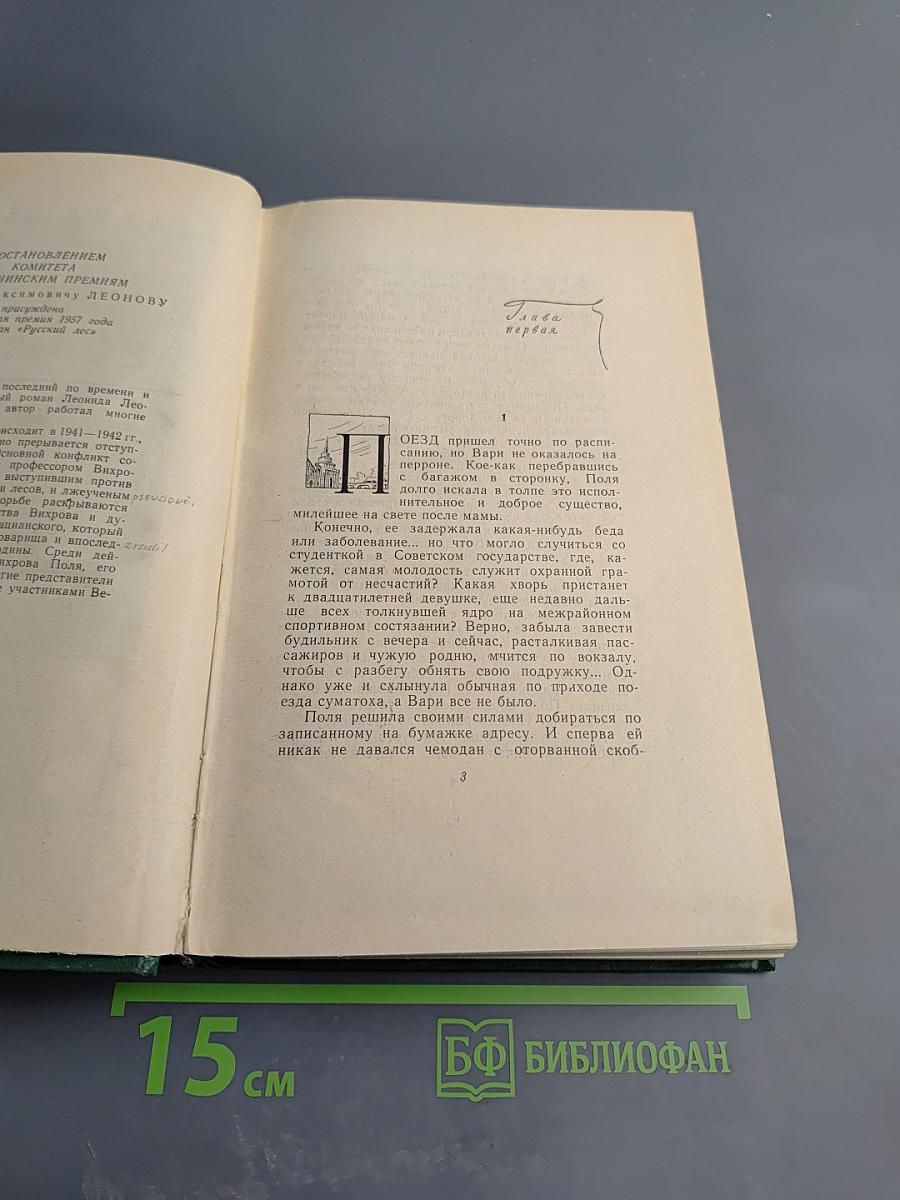 ОСТАНОВЛЕНИЕМ
КОМИТЕТА
НИНСКИМ ПРЕМИЯМ
ксимовичу ЛЕОНОВУ
присуждена
ая премия 1957 года
ан «Русский лес»
последний по времени и
ый роман Леонида Лео-
автор работал многие
исходит в 1941—1942 гг.,
но прерывается отступ-
Основной конфликт со-
профессором Вихро-
выступившим против
и лесов, и лжеученым
орьбе раскрываются
ства Вихрова и ду-
ацианского, который
оварища и впослед-
одины. Среди дей-
ихрова Поля, его
гие представители
е участниками Ве-
Глава
первая
1
ПОЕЗД пришел точно по распи-
санию, но Вари не оказалось на
перроне. Кое-как перебравшись
с багажом в сторонку, Поля
долго искала в толпе это испол-
нительное и доброе существо,
милейшее на свете после мамы.
Конечно, ее задержала какая-нибудь беда
или заболевание... но что могло случиться со
студенткой в Советском государстве, где, ка-
жется, самая молодость служит охранной гра-
мотой от несчастий? Какая хворь пристанет
к двадцатилетней девушке, еще недавно даль-
ше всех толкнувшей ядро на межрайонном
спортивном состязании? Верно, забыла завести
будильник с вечера и сейчас, расталкивая пас-
сажиров и чужую родню, мчится по вокзалу,
чтобы с разбегу обнять свою подружку... Од-
нако уже и схлынула обычная по приходе по-
езда суматоха, а Вари все не было.
Поля решила своими силами добираться по
записанному на бумажке адресу. И сперва ей
никак не давался чемодан с оторванной скоб-
3
15 см
БФ БИБЛИОФАН